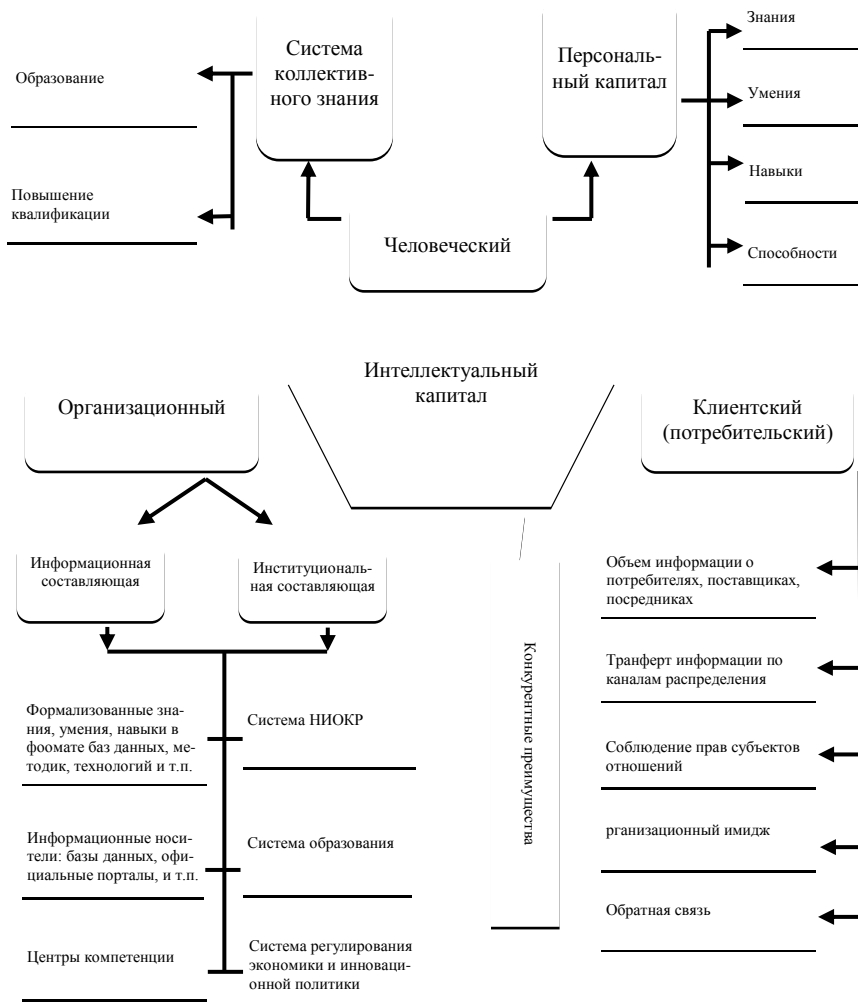 Система
коллектив-
ного знания
Образование
Повышение
квалификации
Персональ-
ный капитал
Знания
Умения
Навыки
Способности
Человеческий
Интеллектуальный
капитал
Организационный
Клиентский
(потребительский)
Информационная
составляющая
Институциональ-
ная составляющая
Формализованные зна-
ния, умения, навыки в
фоомате баз данных, ме-
тодик, технологий и т.п.
Система НИОКР
Информационные носи-
тели: базы данных, офи-
циальные порталы, и т.п.
Система образования
Центры компетенции
Система регулирования
экономики и инноваци-
онной политики
Конкурентные преимущества
Объем информации о
потребителях, поставщиках,
посредниках
Транферт информации по
каналам распределения
Соблюдение прав субъектов
отношений
рганизационный имидж
Обратная связь